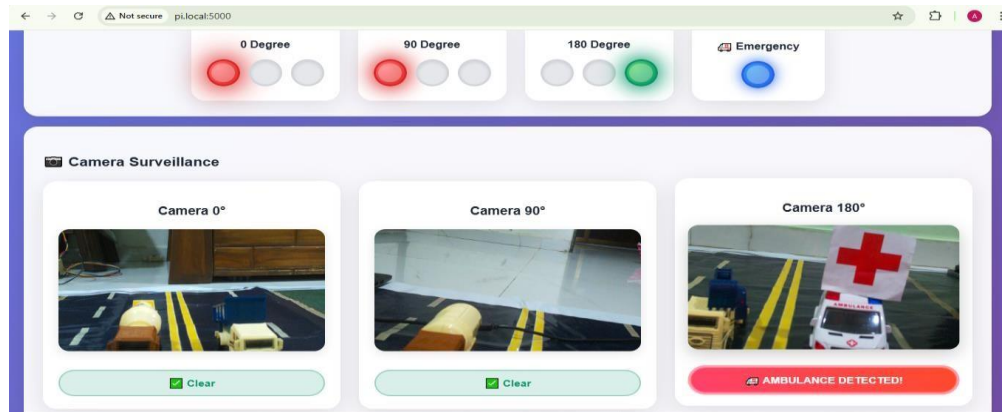 Not secure pi.local:5000
0 Degree
90 Degree
180 Degree
Emergency
Camera Surveillance
Camera 0°
Camera 90°
Camera 180°
AMBULANCE
Clear
Clear
AMBULANCE DETECTED!